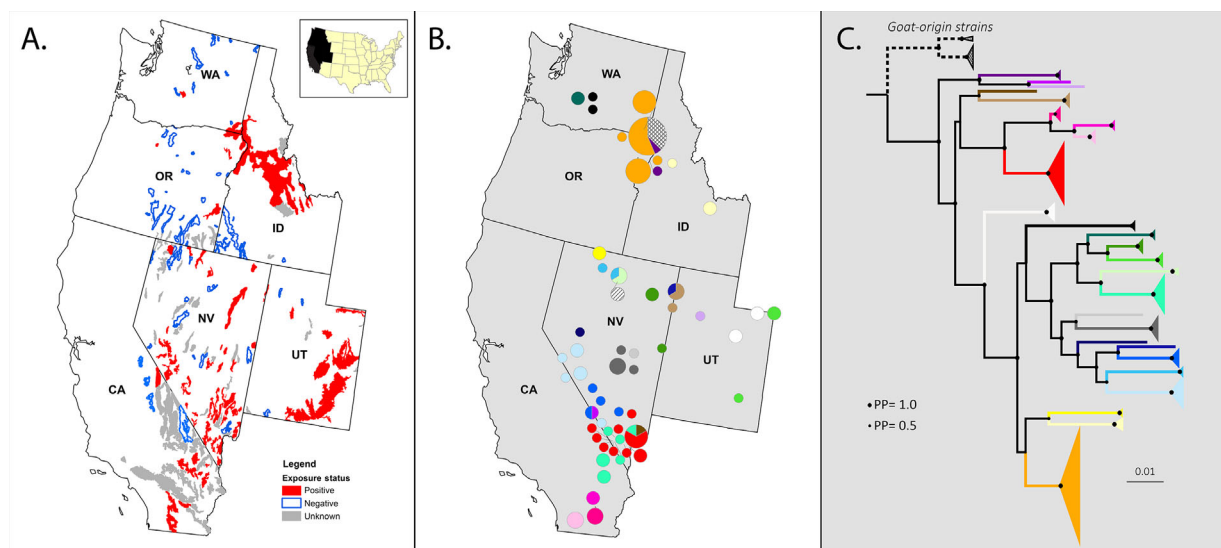 A.
WA
OR
ID
NV
UT
CA
Legend
Exposure status
Positive
Negative
Unknown
B.
WA
OR
ID
NV
UT
CA
C.
Goat-origin strains
PP= 1.0
PP= 0.5
0.01